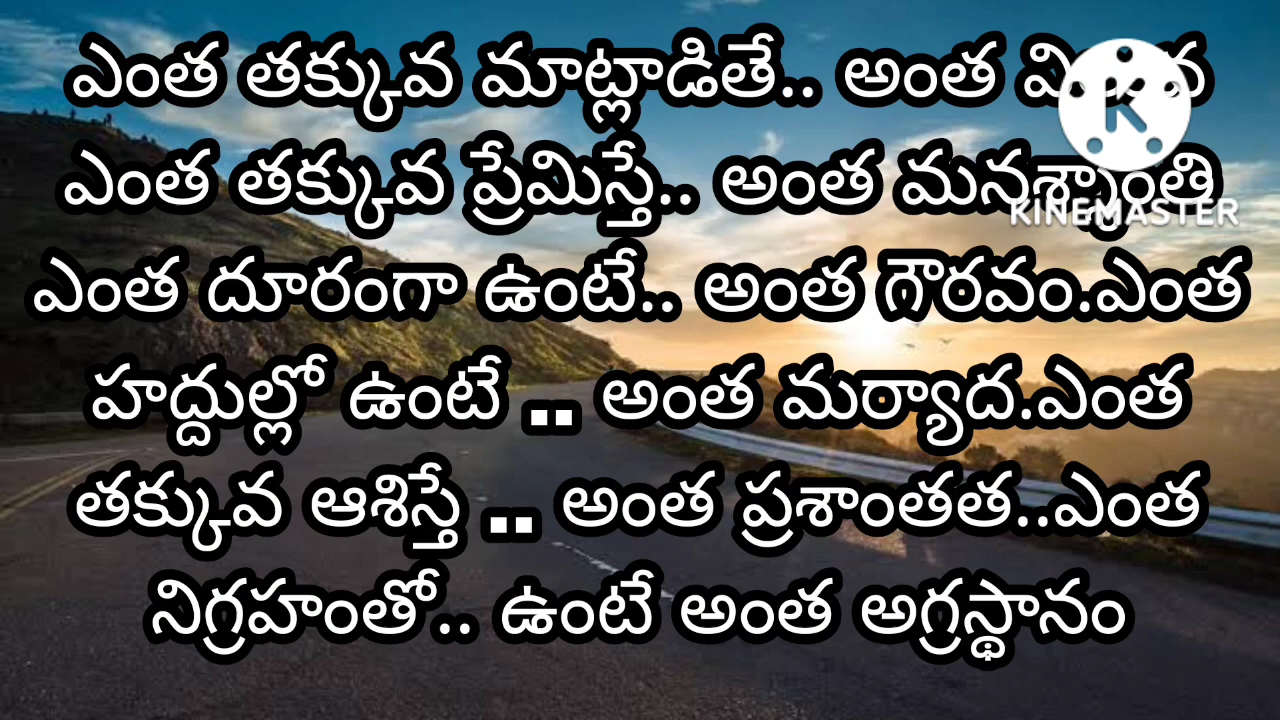 ఎంత తక్కువ మాట్లాడితే.. అంత
ఎంత తక్కువ ప్రేమిస్తే.. అంత మనశ్శాంతి
KINEMASTER
ఎంత దూరంగా ఉంటే.. అంత గౌరవం.ఎంత
హద్దుల్లో ఉంటే .. అంత మర్యాద.ఎంత
తక్కువ ఆశిస్తే .. అంత ప్రశాంతత..ఎంత
నిగ్రహంతో.. ఉంటే అంత అగ్రస్థానం